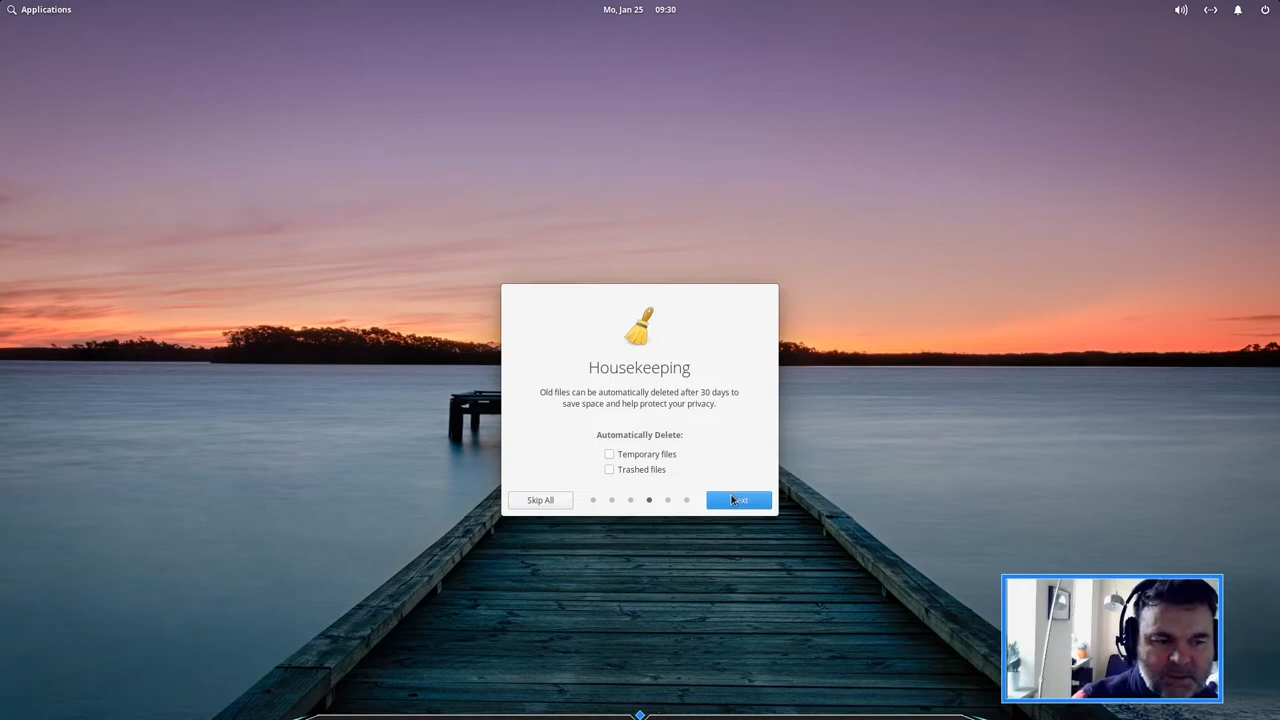 Applications
Mo, Jan 25 09:30
Housekeeping
Old files can be automatically deleted after 30 days to
save space and help protect your privacy.
Automatically Delete:
Temporary files
Trashed files
Skip All
Next